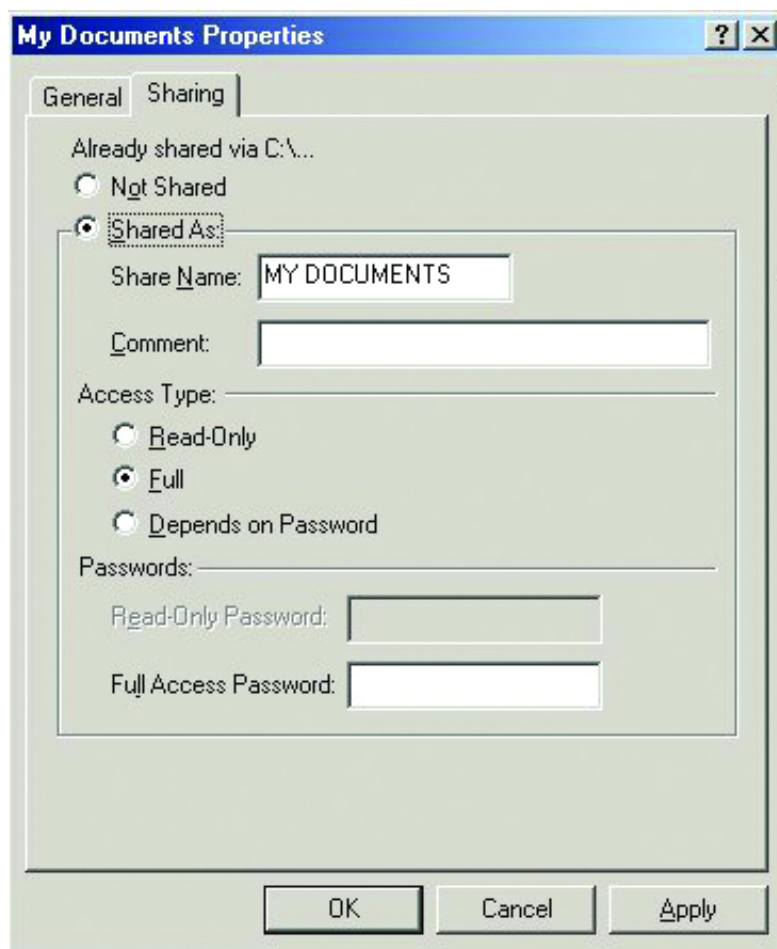 My Documents Properties
General Sharing
Already shared via C:\...
Not Shared
Shared As:
Share Name: MY DOCUMENTS
Comment:
Access Type:
Read-Only
Full
Depends on Password
Passwords:
Read-Only Password:
Full Access Password:
OK Cancel Apply